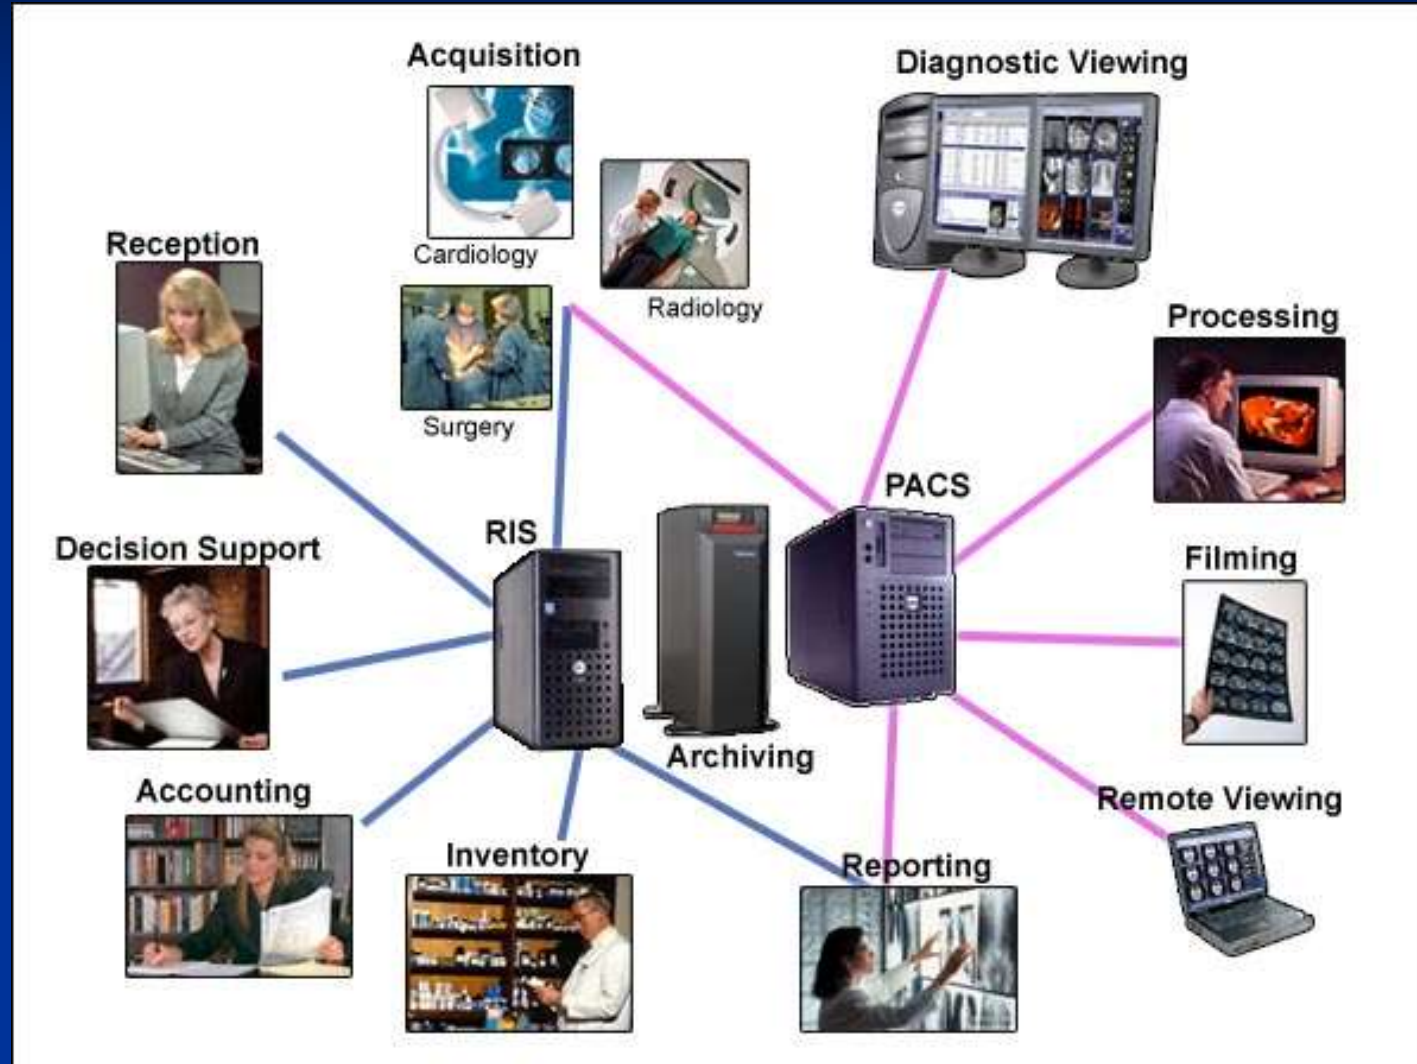 Acquisition
Diagnostic Viewing
Cardiology
Reception
Radiology
Processing
Surgery
PACS
RIS
Decision Support
Filming
Archiving
Accounting
Remote Viewing
Inventory
Reporting